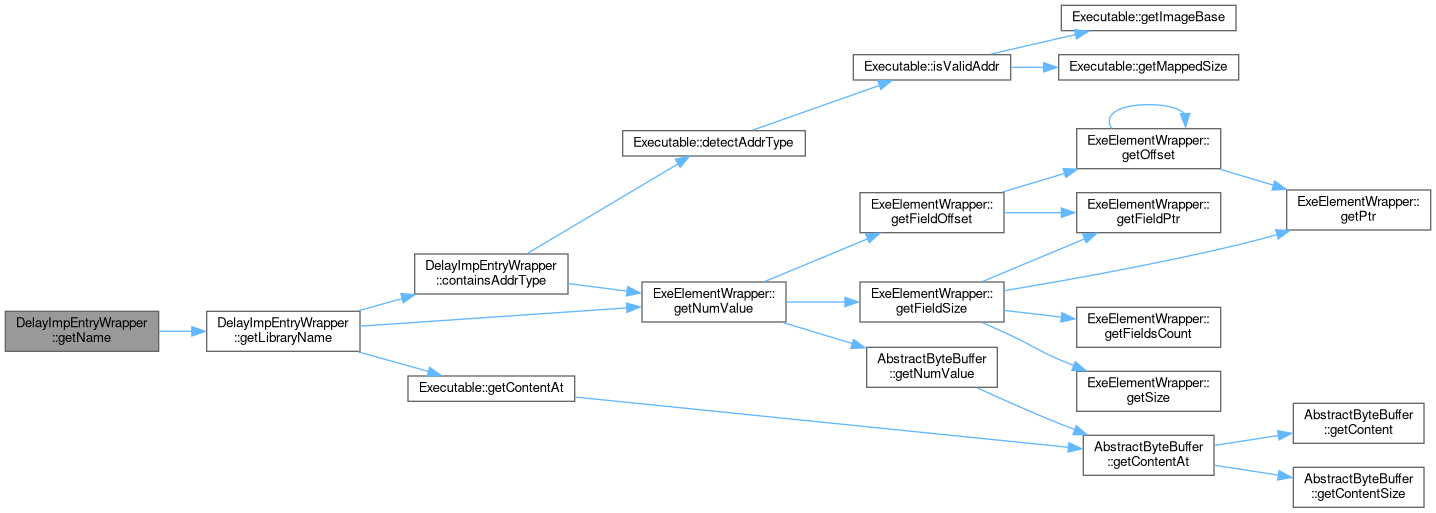 Executable::getImageBase
Executable::isValidAddr
Executable::getMappedSize
Executable::detectAddrType
ExeElementWrapper::
getOffset
ExeElementWrapper::
getFieldOffset
ExeElementWrapper::
getFieldPtr
ExeElementWrapper::
getPtr
DelayImpEntryWrapper
::containsAddrType
ExeElementWrapper::
getNumValue
ExeElementWrapper::
getFieldSize
DelayImpEntryWrapper
::getName
DelayImpEntryWrapper
::getLibraryName
ExeElementWrapper::
getFieldsCount
AbstractByteBuffer
::getNumValue
Executable::getContentAt
ExeElementWrapper::
getSize
AbstractByteBuffer
::getContent
AbstractByteBuffer
::getContentAt
AbstractByteBuffer
::getContentSize